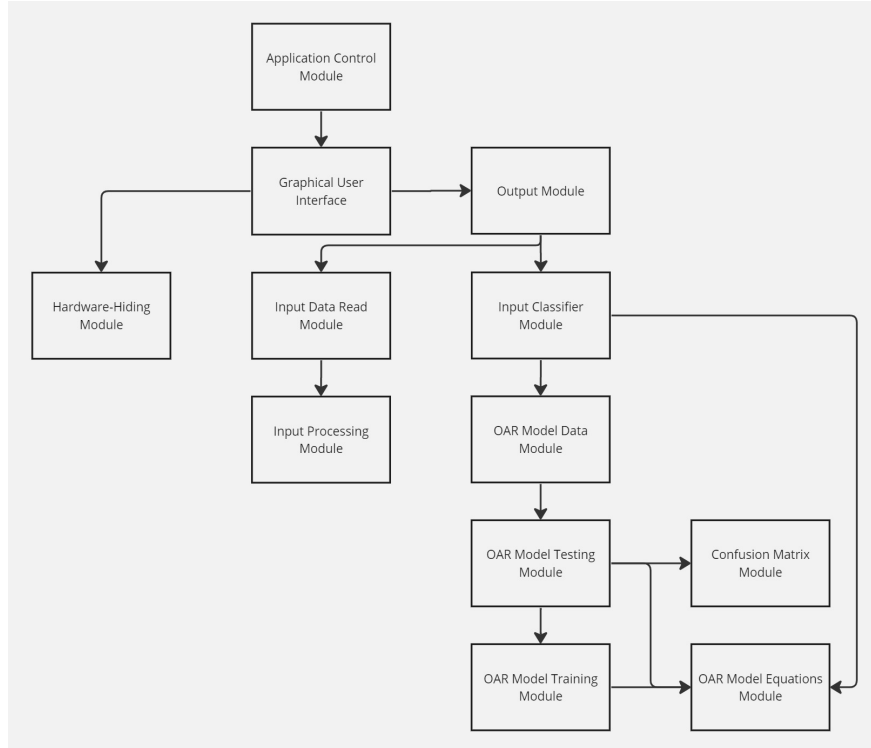 Application Control
Module
Graphical User
Interface
Output Module
Hardware-Hiding
Module
Input Data Read
Module
Input Classifier
Module
Input Processing
Module
OAR Model Data
Module
OAR Model Testing
Module
Confusion Matrix
Module
OAR Model Training
Module
OAR Model Equations
Module